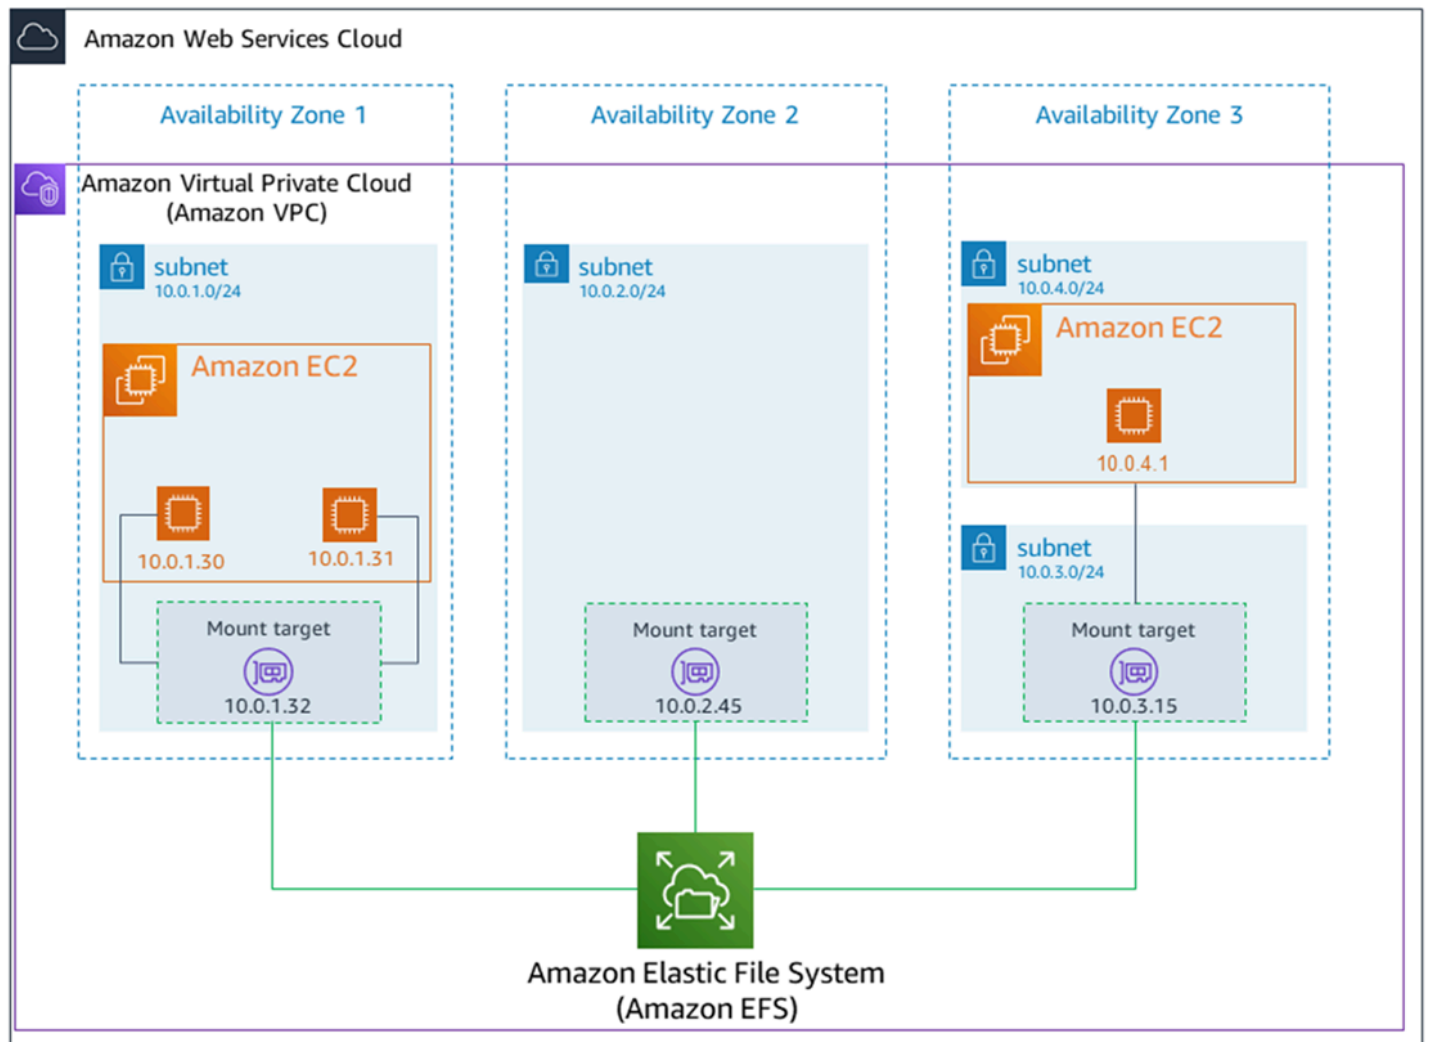 Amazon Web Services Cloud
Availability Zone 1
Availability Zone 2
Availability Zone 3
Amazon Virtual Private Cloud
(Amazon VPC)
subnet
10.0.1.0/24
Amazon EC2
10.0.1.30
10.0.1.31
Mount target
10.0.1.32
subnet
10.0.2.0/24
Mount target
10.0.2.45
subnet
10.0.4.0/24
Amazon EC2
10.0.4.1
subnet
10.0.3.0/24
Mount target
10.0.3.15
Amazon Elastic File System
(Amazon EFS)